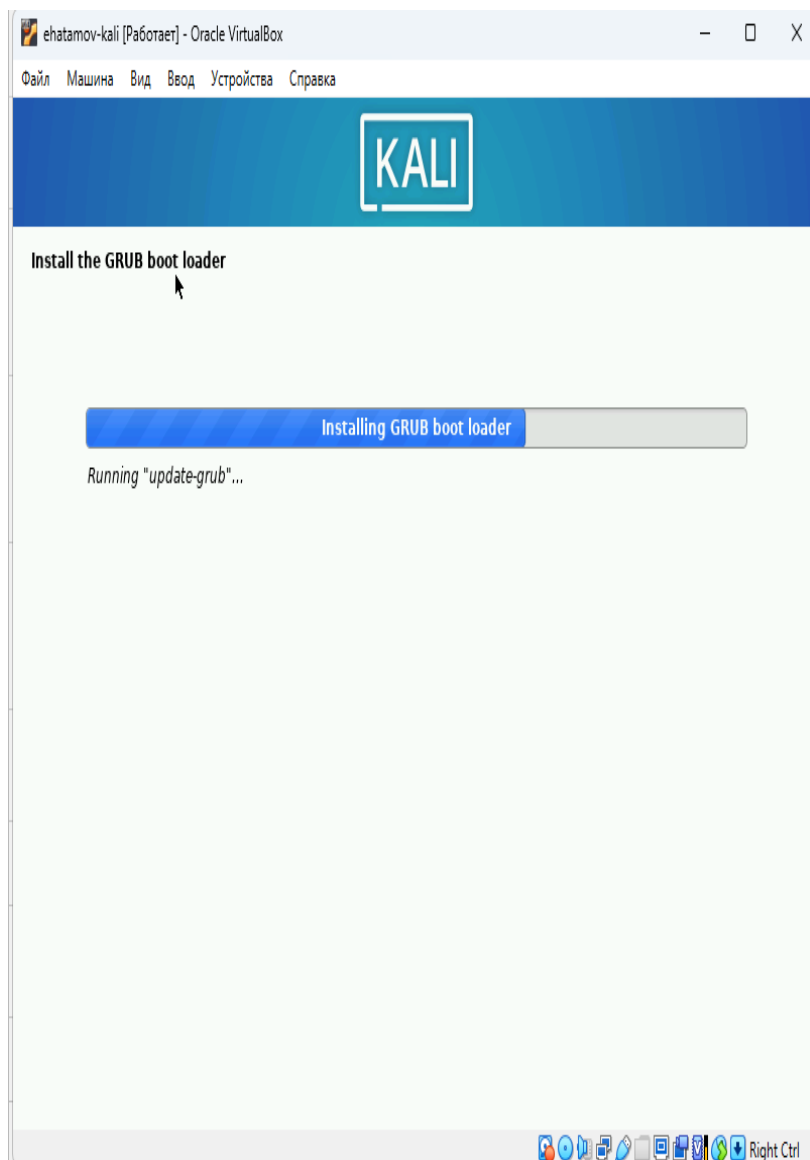 ehatamov-kali [Работает] - Oracle VirtualBox
Файл Машина Вид Ввод Устройства Справка
KALI
Install the GRUB boot loader
Installing GRUB boot loader
Running "update-grub"...
Right Ctrl